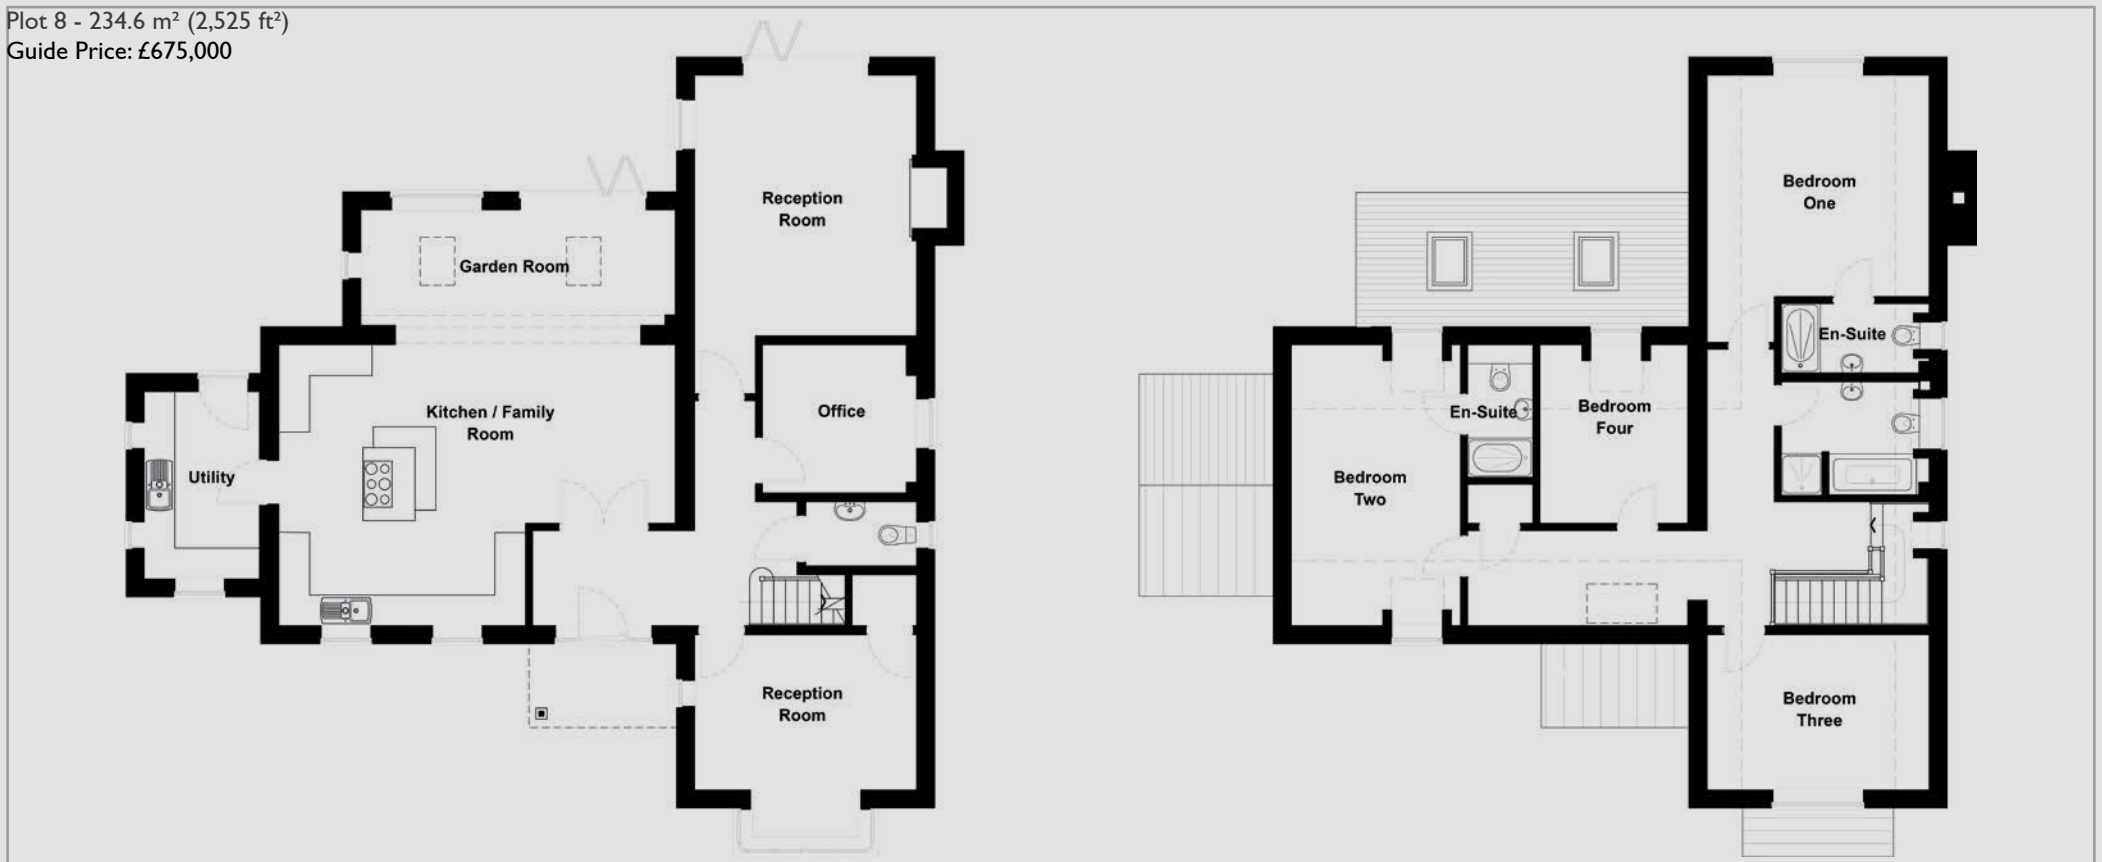 Plot 8 - 234.6 m² (2,525 ft²)
Guide Price: £675,000
Reception
Room
Garden Room
Kitchen / Family
Room
Office
Utility
Reception
Room
Bedroom
One
En-Suite
En-Suite
Bedroom
Four
Bedroom
Two
Bedroom
Three